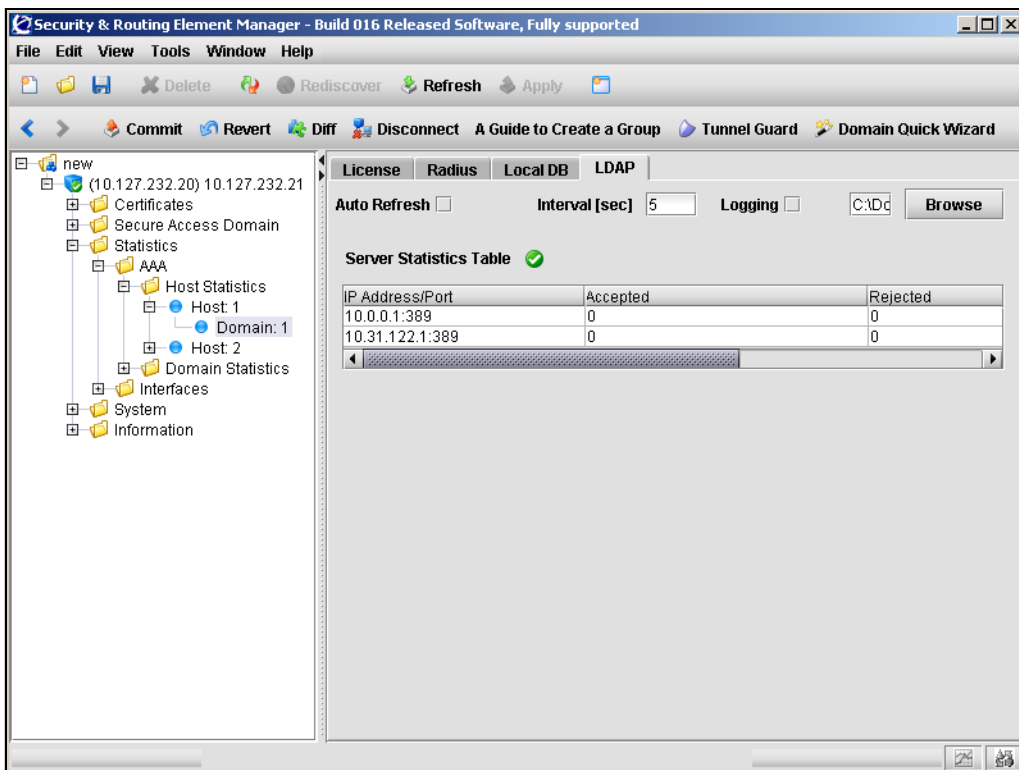 Security & Routing Element Manager - Build 016 Released Software, Fully supported
File Edit View Tools Window Help
Delete Rediscover Refresh Apply
Commit Revert Diff Disconnect A Guide to Create a Group Tunnel Guard Domain Quick Wizard
new
(10.127.232.20) 10.127.232.21
Certificates
Secure Access Domain
Statistics
AAA
Host Statistics
Host: 1
Domain: 1
Host: 2
Domain Statistics
Interfaces
System
Information
License Radius Local DB LDAP
Auto Refresh Interval [sec] 5 Logging C:\Do Browse
Server Statistics Table
IP Address/Port Accepted Rejected
10.0.0.1:389 0 0
10.31.122.1:389 0 0